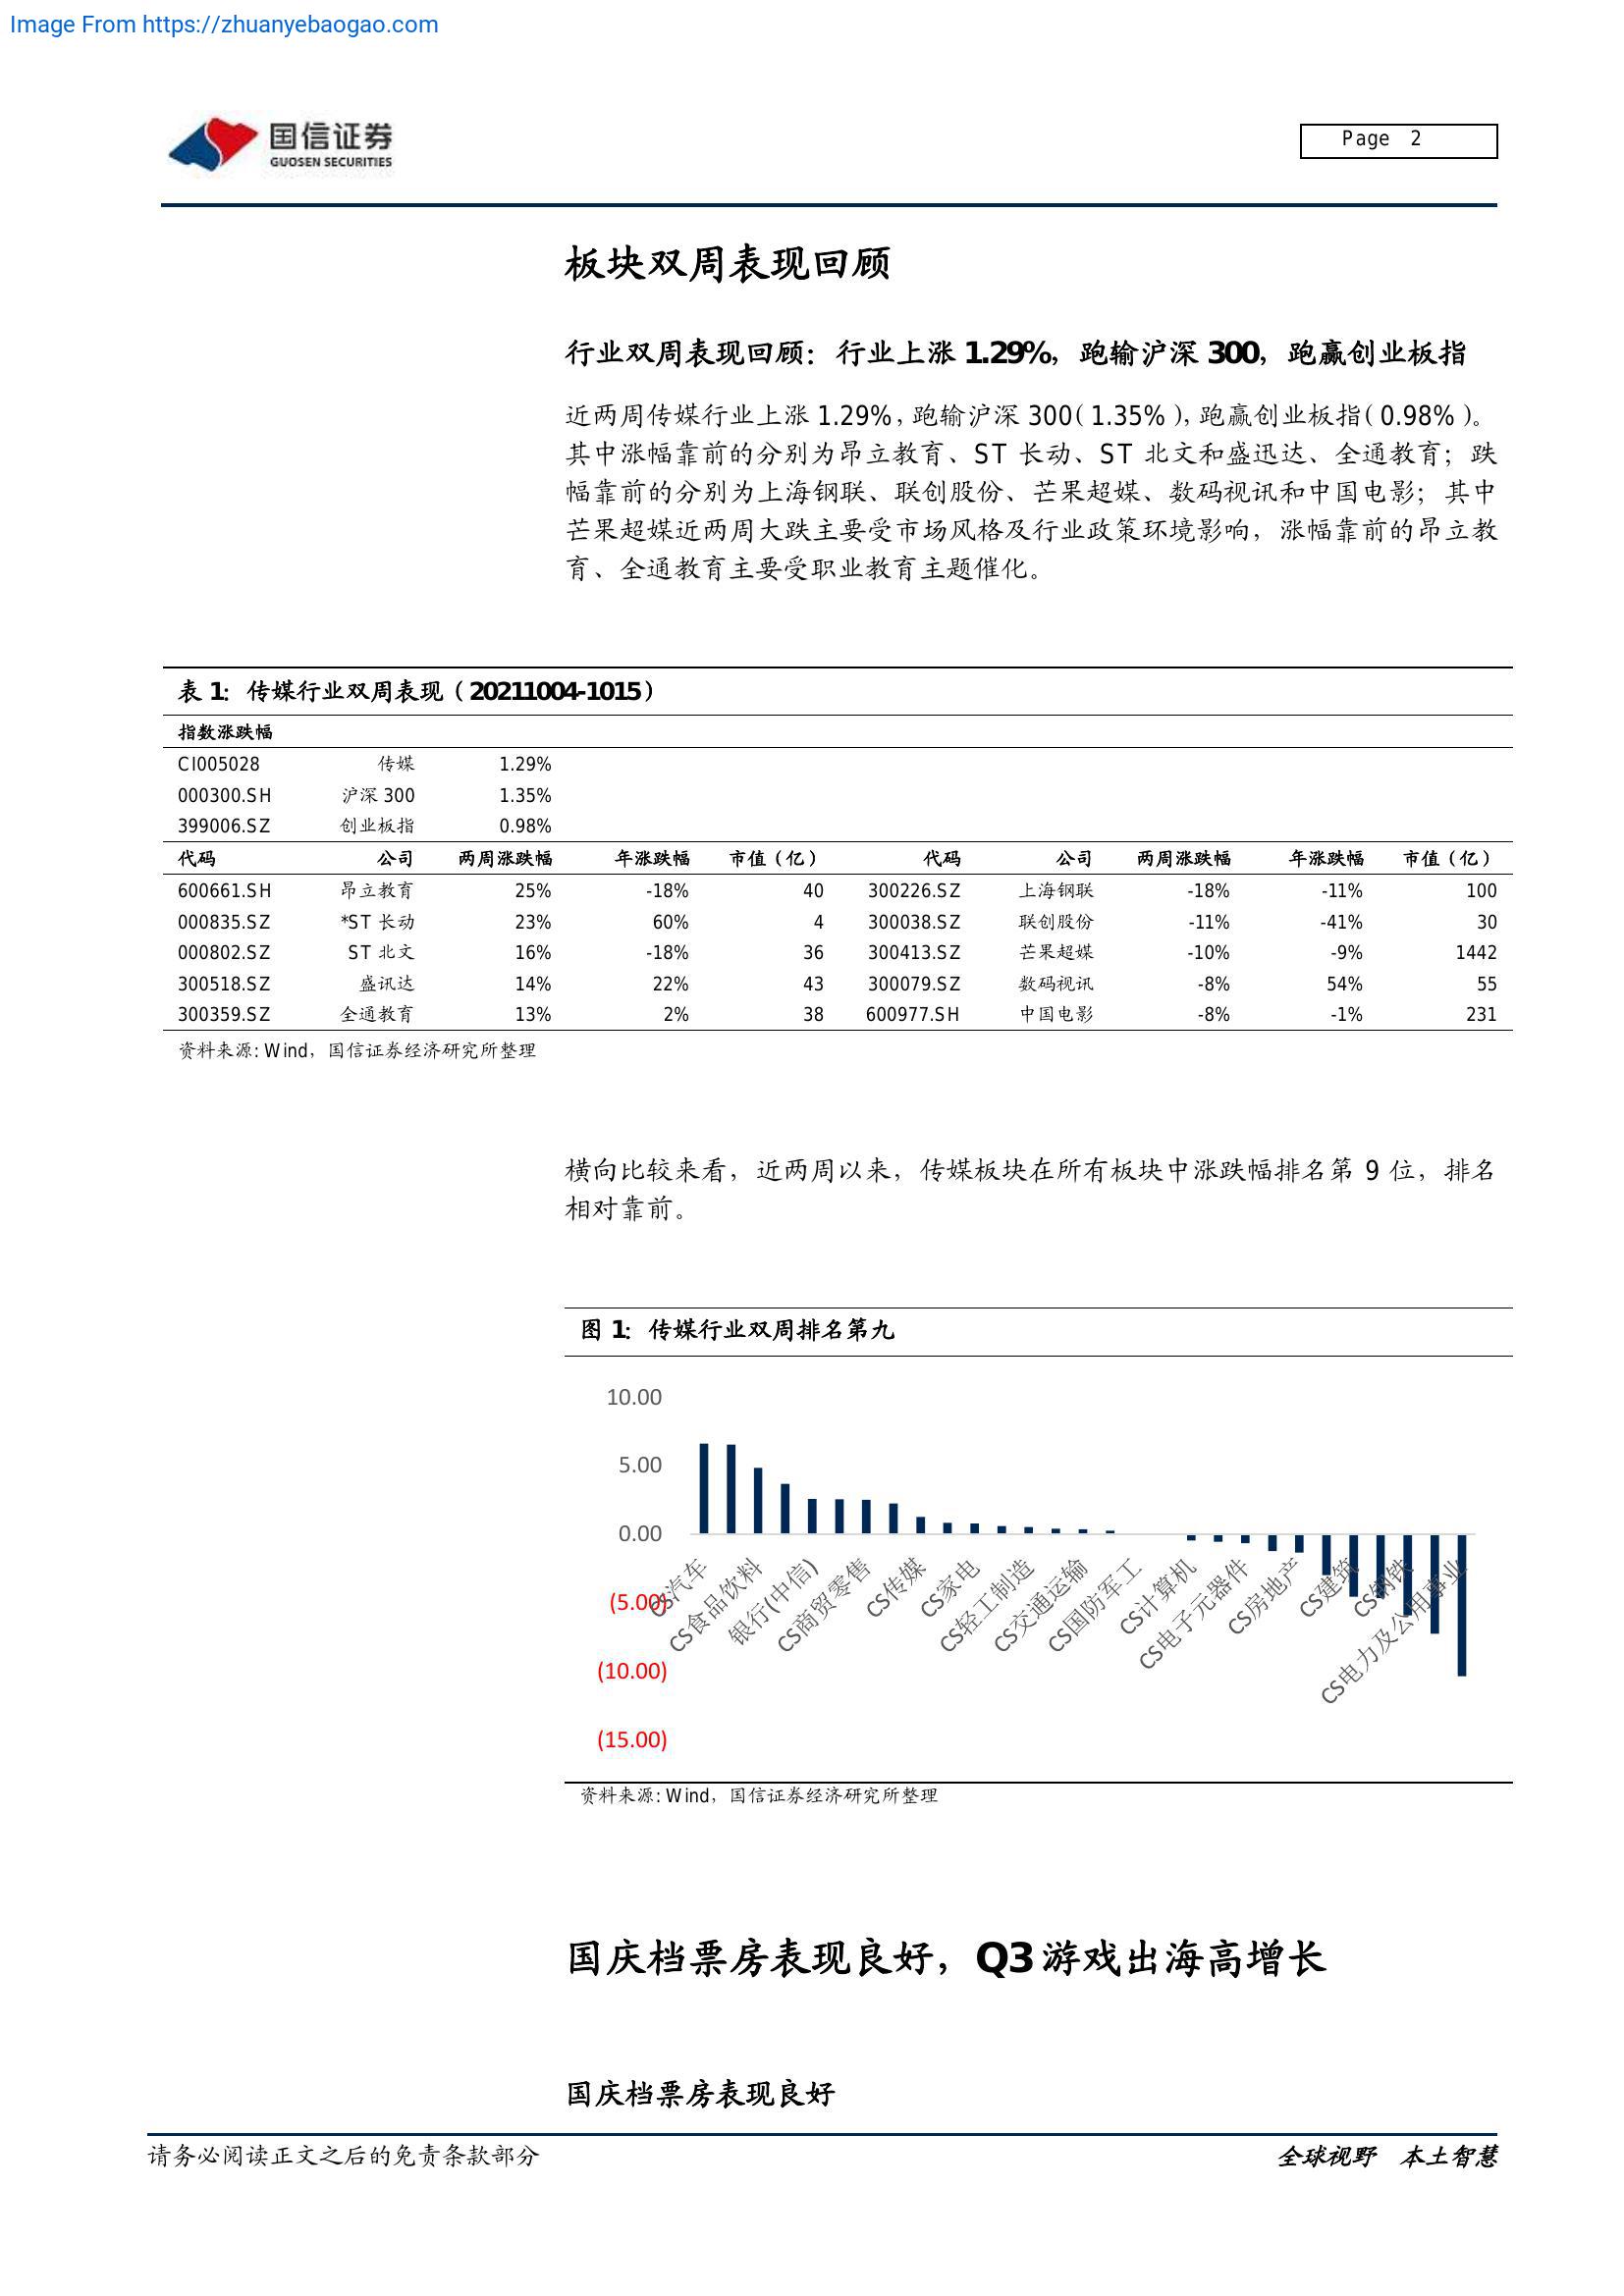 Image From https://zhuanyebaogao.com
国信证券
GUOSEN SECURITIES
Page 2
板块双周表现回顾
行业双周表现回顾：行业上涨 1.29%，跑输沪深 300，跑赢创业板指
近两周传媒行业上涨 1.29%，跑输沪深 300（1.35%），跑赢创业板指（0.98%）。
其中涨幅靠前的分别为昂立教育、ST 长动、ST 北文和盛迅达、全通教育；跌
幅靠前的分别为上海钢联、联创股份、芒果超媒、数码视讯和中国电影；其中
芒果超媒近两周大跌主要受市场风格及行业政策环境影响，涨幅靠前的昂立教
育、全通教育主要受职业教育主题催化。
表 1：传媒行业双周表现（20211004-1015）
指数涨跌幅
CI005028 传媒 1.29%
000300.SH 沪深 300 1.35%
399006.SZ 创业板指 0.98%
代码 公司 两周涨跌幅 年涨跌幅 市值（亿） 代码 公司 两周涨跌幅 年涨跌幅 市值（亿）
600661.SH 昂立教育 25% -18% 40 300226.SZ 上海钢联 -18% -11% 100
000835.SZ *ST 长动 23% 60% 4 300038.SZ 联创股份 -11% -41% 30
000802.SZ ST 北文 16% -18% 36 300413.SZ 芒果超媒 -10% -9% 1442
300518.SZ 盛讯达 14% 22% 43 300079.SZ 数码视讯 -8% 54% 55
300359.SZ 全通教育 13% 2% 38 600977.SH 中国电影 -8% -1% 231
资料来源：Wind，国信证券经济研究所整理
横向比较来看，近两周以来，传媒板块在所有板块中涨跌幅排名第 9 位，排名
相对靠前。
图 1：传媒行业双周排名第九
10.00
5.00
0.00
(5.00)
(10.00)
(15.00)
CS汽车
CS食品饮料
银行(中信)
CS商贸零售
CS传媒
CS家电
CS轻工制造
CS交通运输
CS国防军工
CS计算机
CS电子元器件
CS房地产
CS建筑
CS钢铁
CS电力及公用事业
资料来源：Wind，国信证券经济研究所整理
国庆档票房表现良好，Q3 游戏出海高增长
国庆档票房表现良好
请务必阅读正文之后的免责条款部分
全球视野 本土智慧